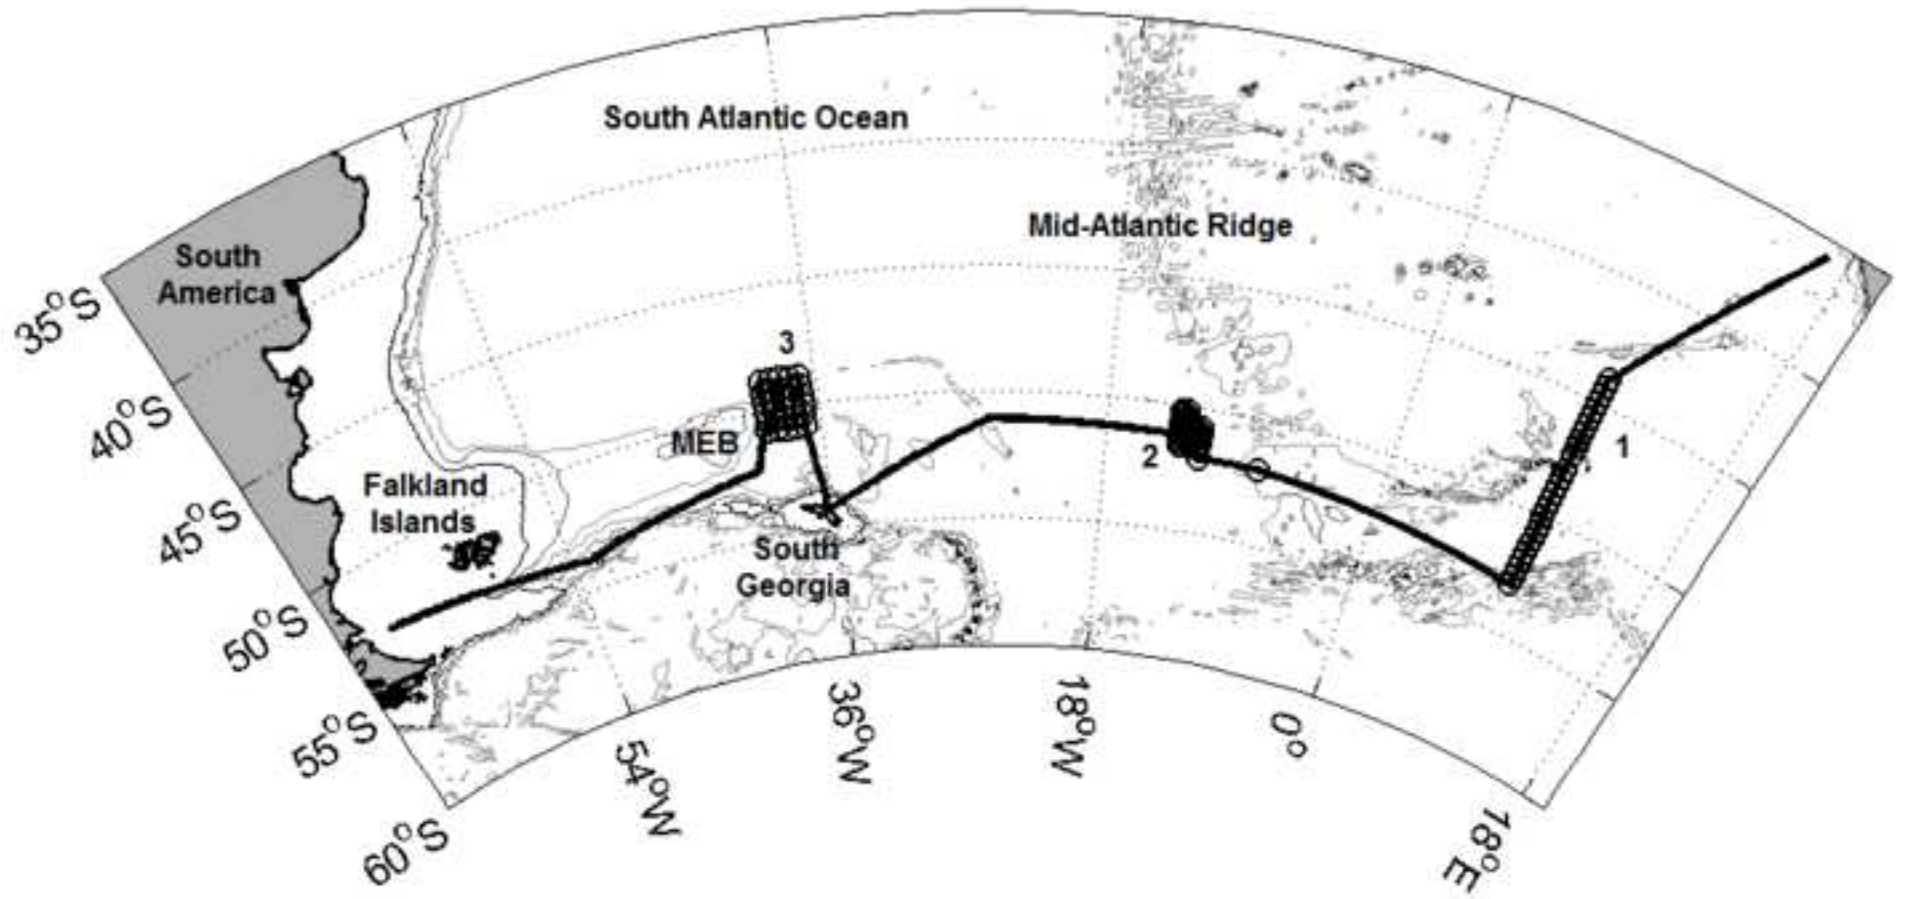 South Atlantic Ocean
Mid-Atlantic Ridge
South
America
35°S
3
40°S
MEB
2
1
Falkland
Islands
45°S
South
Georgia
50°S
55°S
60°S
54°W
36°W
18°W
0°
18°E